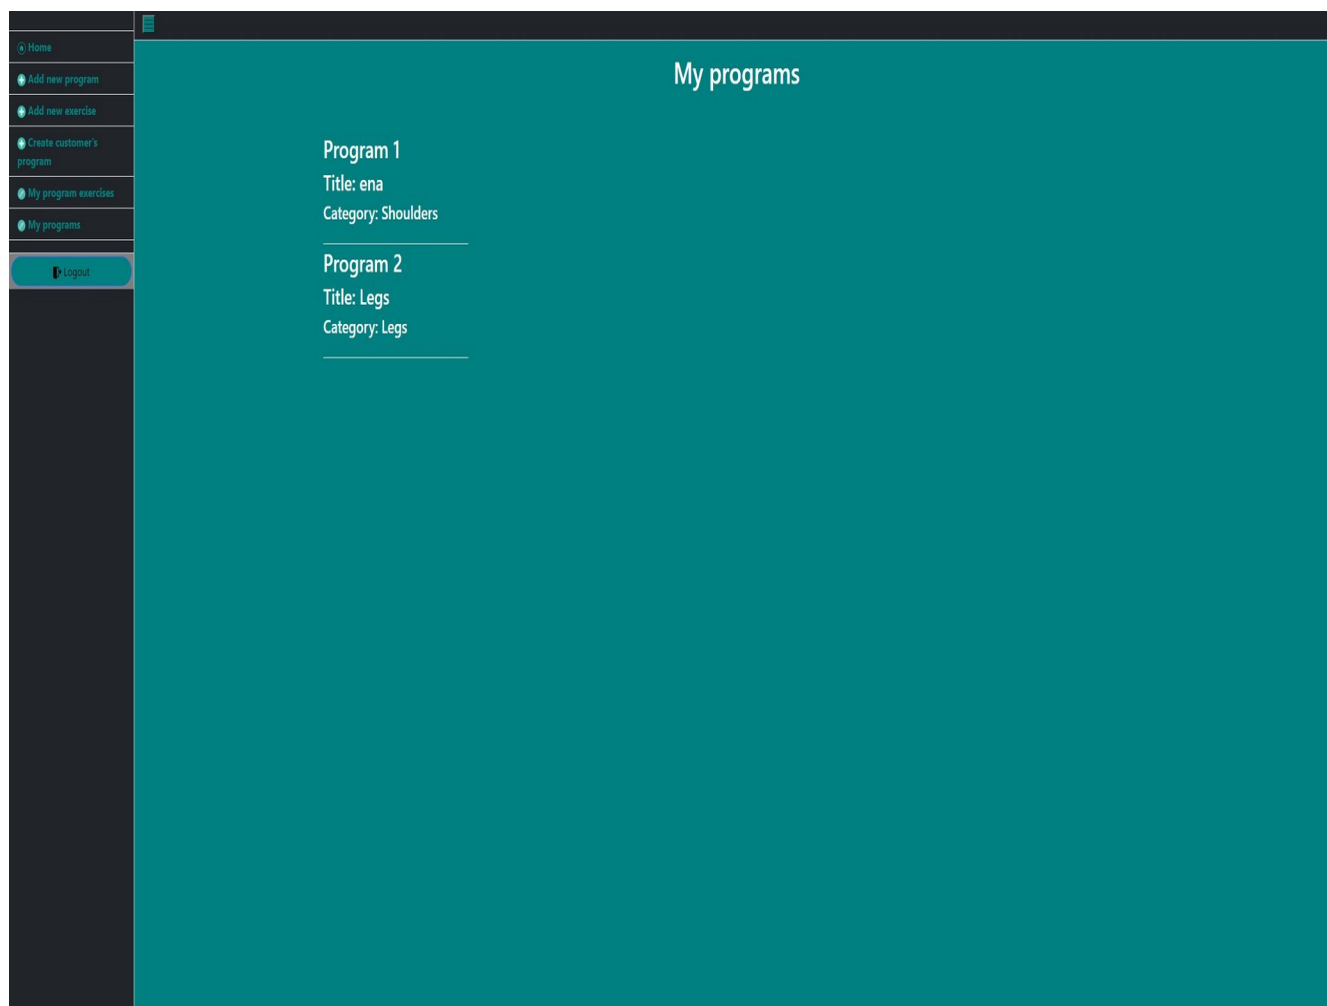 Home
Add new program
Add new exercise
Create customer's
program
My program exercises
My programs
Logout
My programs
Program 1
Title: ena
Category: Shoulders
Program 2
Title: Legs
Category: Legs